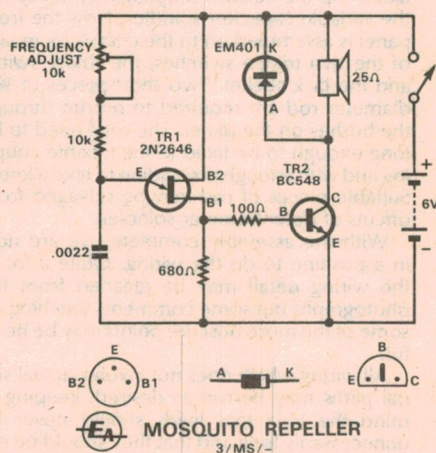 FREQUENCY
ADJUST
10k
EM401
K
A
25Ω
10k
TR1
2N2646
E
B2
B1
TR2
BC548
100Ω
B
C
E
.0022
680Ω
+
6V
-
E
B2
B1
A
K
B
E
C
EA
MOSQUITO REPELLER
3/MS/-